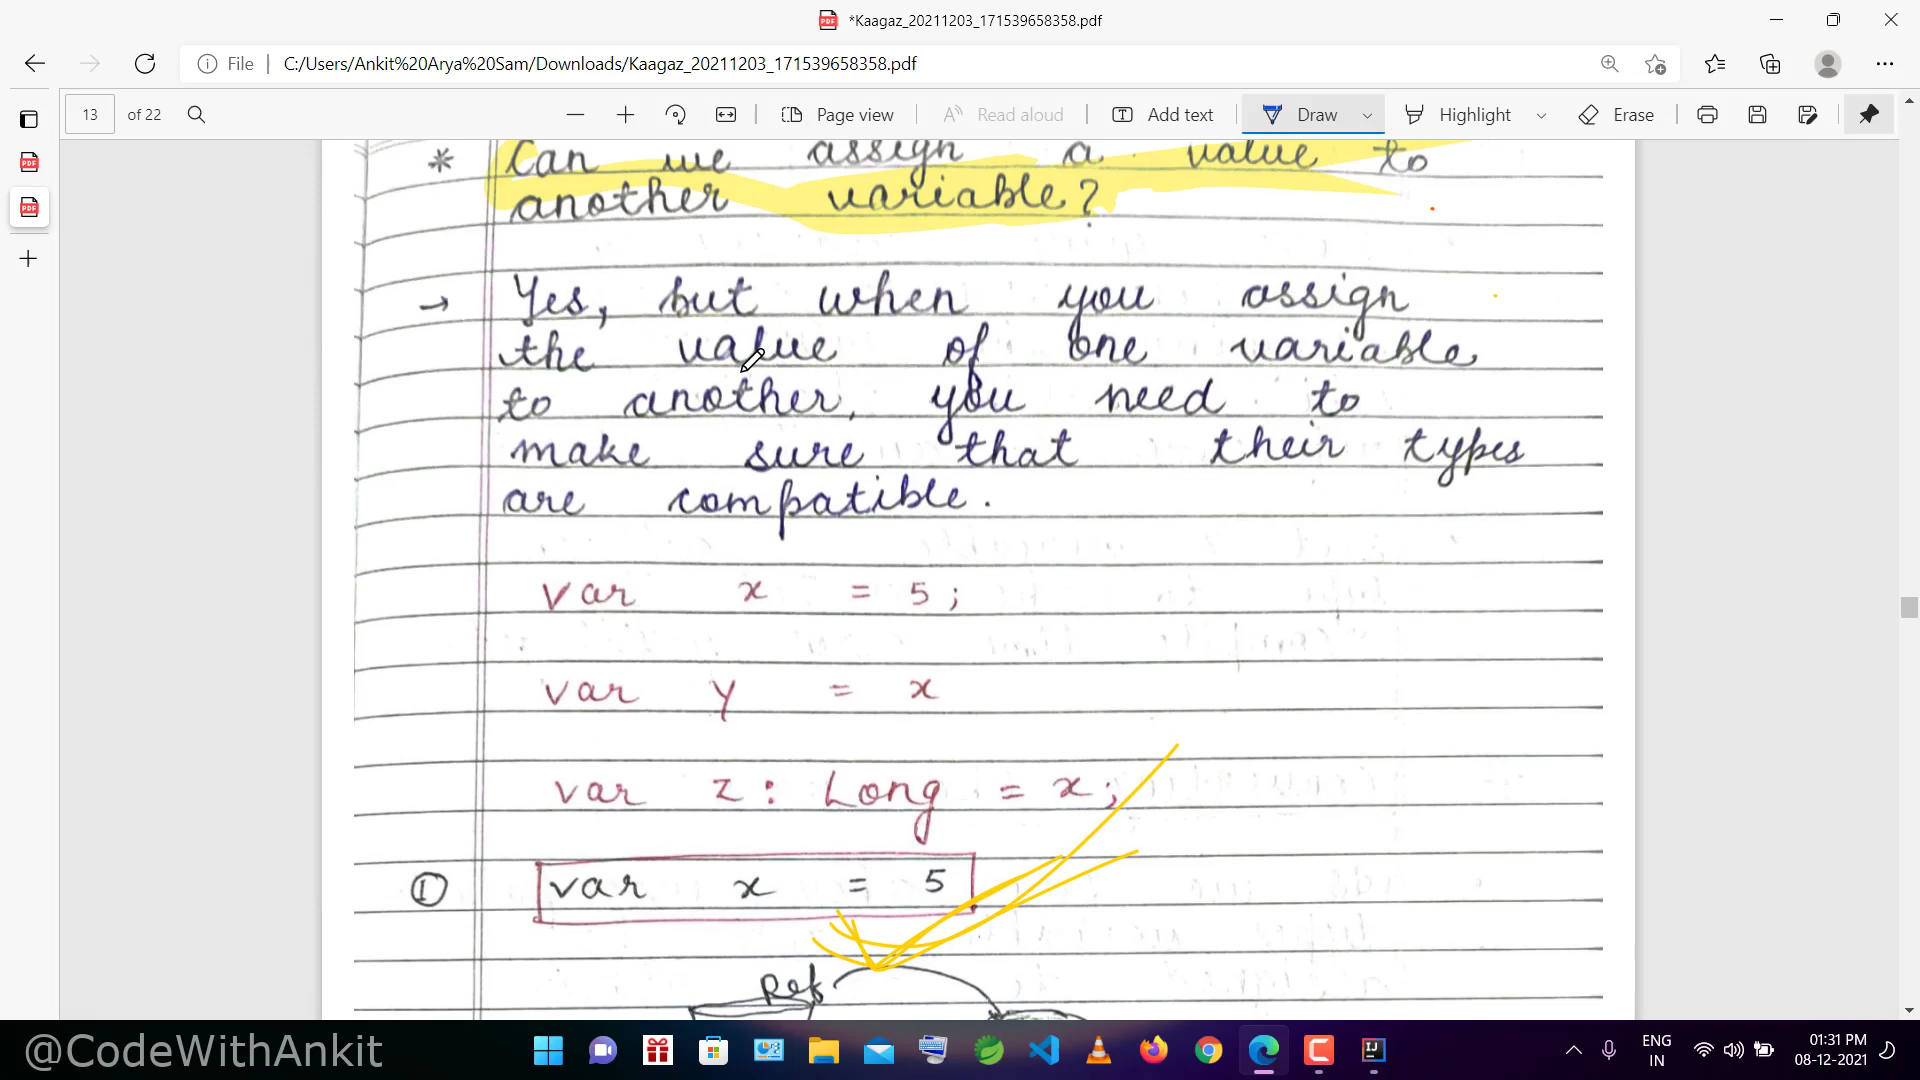 *Kaagaz_20211203_171539658358.pdf
File C:/Users/Ankit%20Arya%20Sam/Downloads/Kaagaz_20211203_171539658358.pdf
13 of 22 Page view Read aloud Add text Draw Highlight Erase
* Can we assign a value to
another variable?
→ Yes, but when you assign
the value of one variable
to another, you need to
make sure that their types
are compatible.
var x = 5;
var y = x
var z: Long = x;
① var x = 5
Ref
@CodeWithAnkit
ENG
IN
01:31 PM
08-12-2021